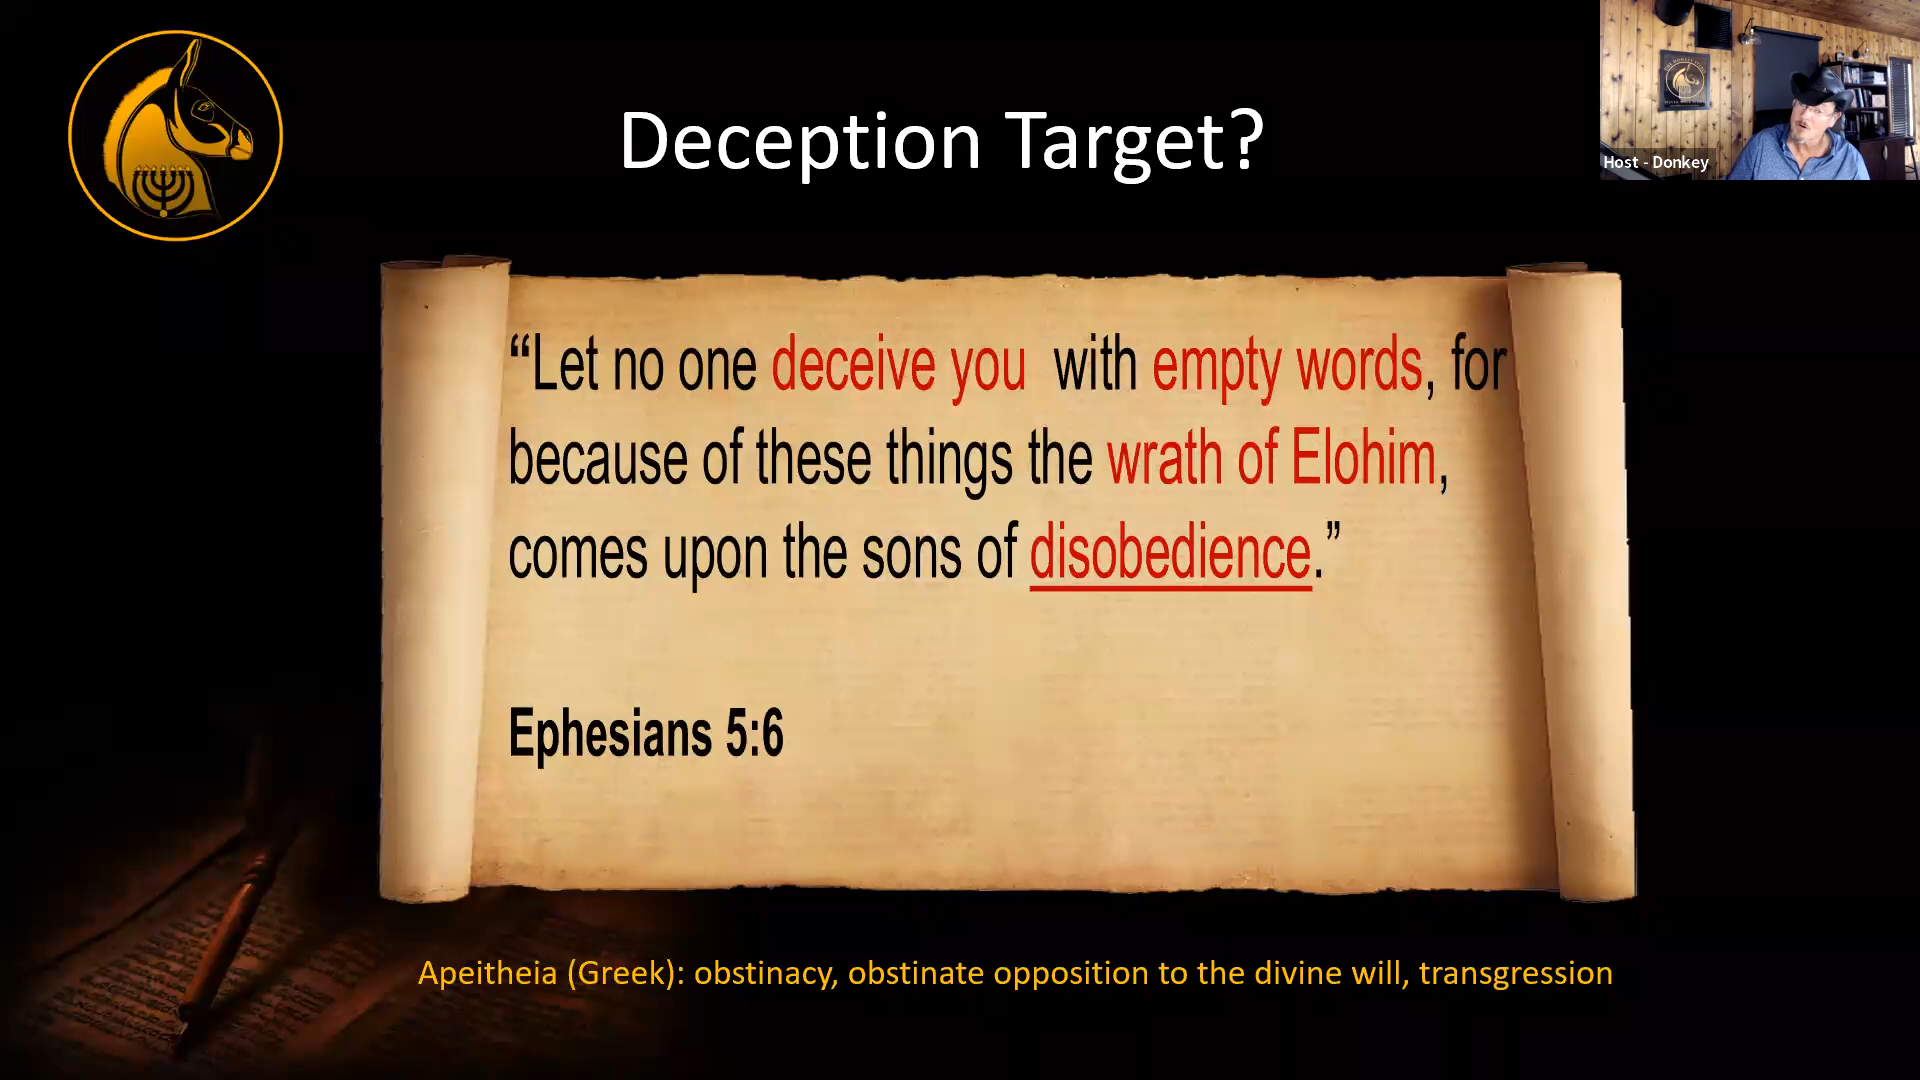 Deception Target?
Host - Donkey
“Let no one deceive you with empty words, for
because of these things the wrath of Elohim,
comes upon the sons of disobedience.”
Ephesians 5:6
Apeitheia (Greek): obstinacy, obstinate opposition to the divine will, transgression